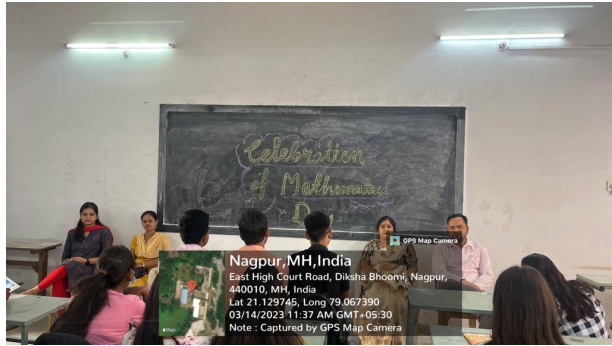 Celebration
of Mathematics
Day
GPS Map Camera
Nagpur,MH,India
East High Court Road, Diksha Bhoomi, Nagpur,
440010, MH, India
Lat 21.129745, Long 79.067390
03/14/2023 11:37 AM GMT+05:30
Note : Captured by GPS Map Camera
Maps